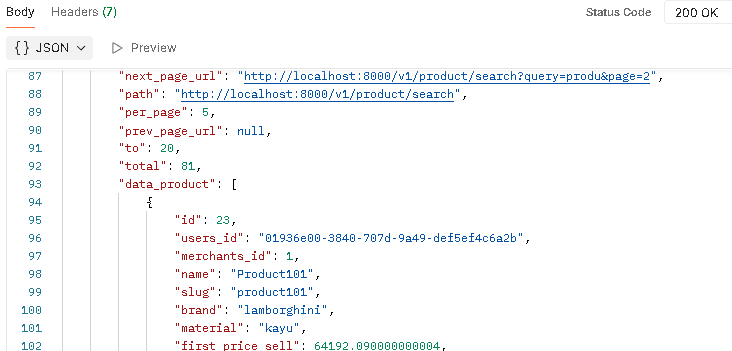 Body Headers (7) Status Code 200 OK
{} JSON Preview
87 "next_page_url": "http://localhost:8000/v1/product/search?query=produ&page=2",
88 "path": "http://localhost:8000/v1/product/search",
89 "per_page": 5,
90 "prev_page_url": null,
91 "to": 20,
92 "total": 81,
93 "data_product": [
94 {
95 "id": 23,
96 "users_id": "01936e00-3840-707d-9a49-def5ef4c6a2b",
97 "merchants_id": 1,
98 "name": "Product101",
99 "slug": "product101",
100 "brand": "lamborghini",
101 "material": "kayu",
102 "first_price_sell": 64192.090000000004,